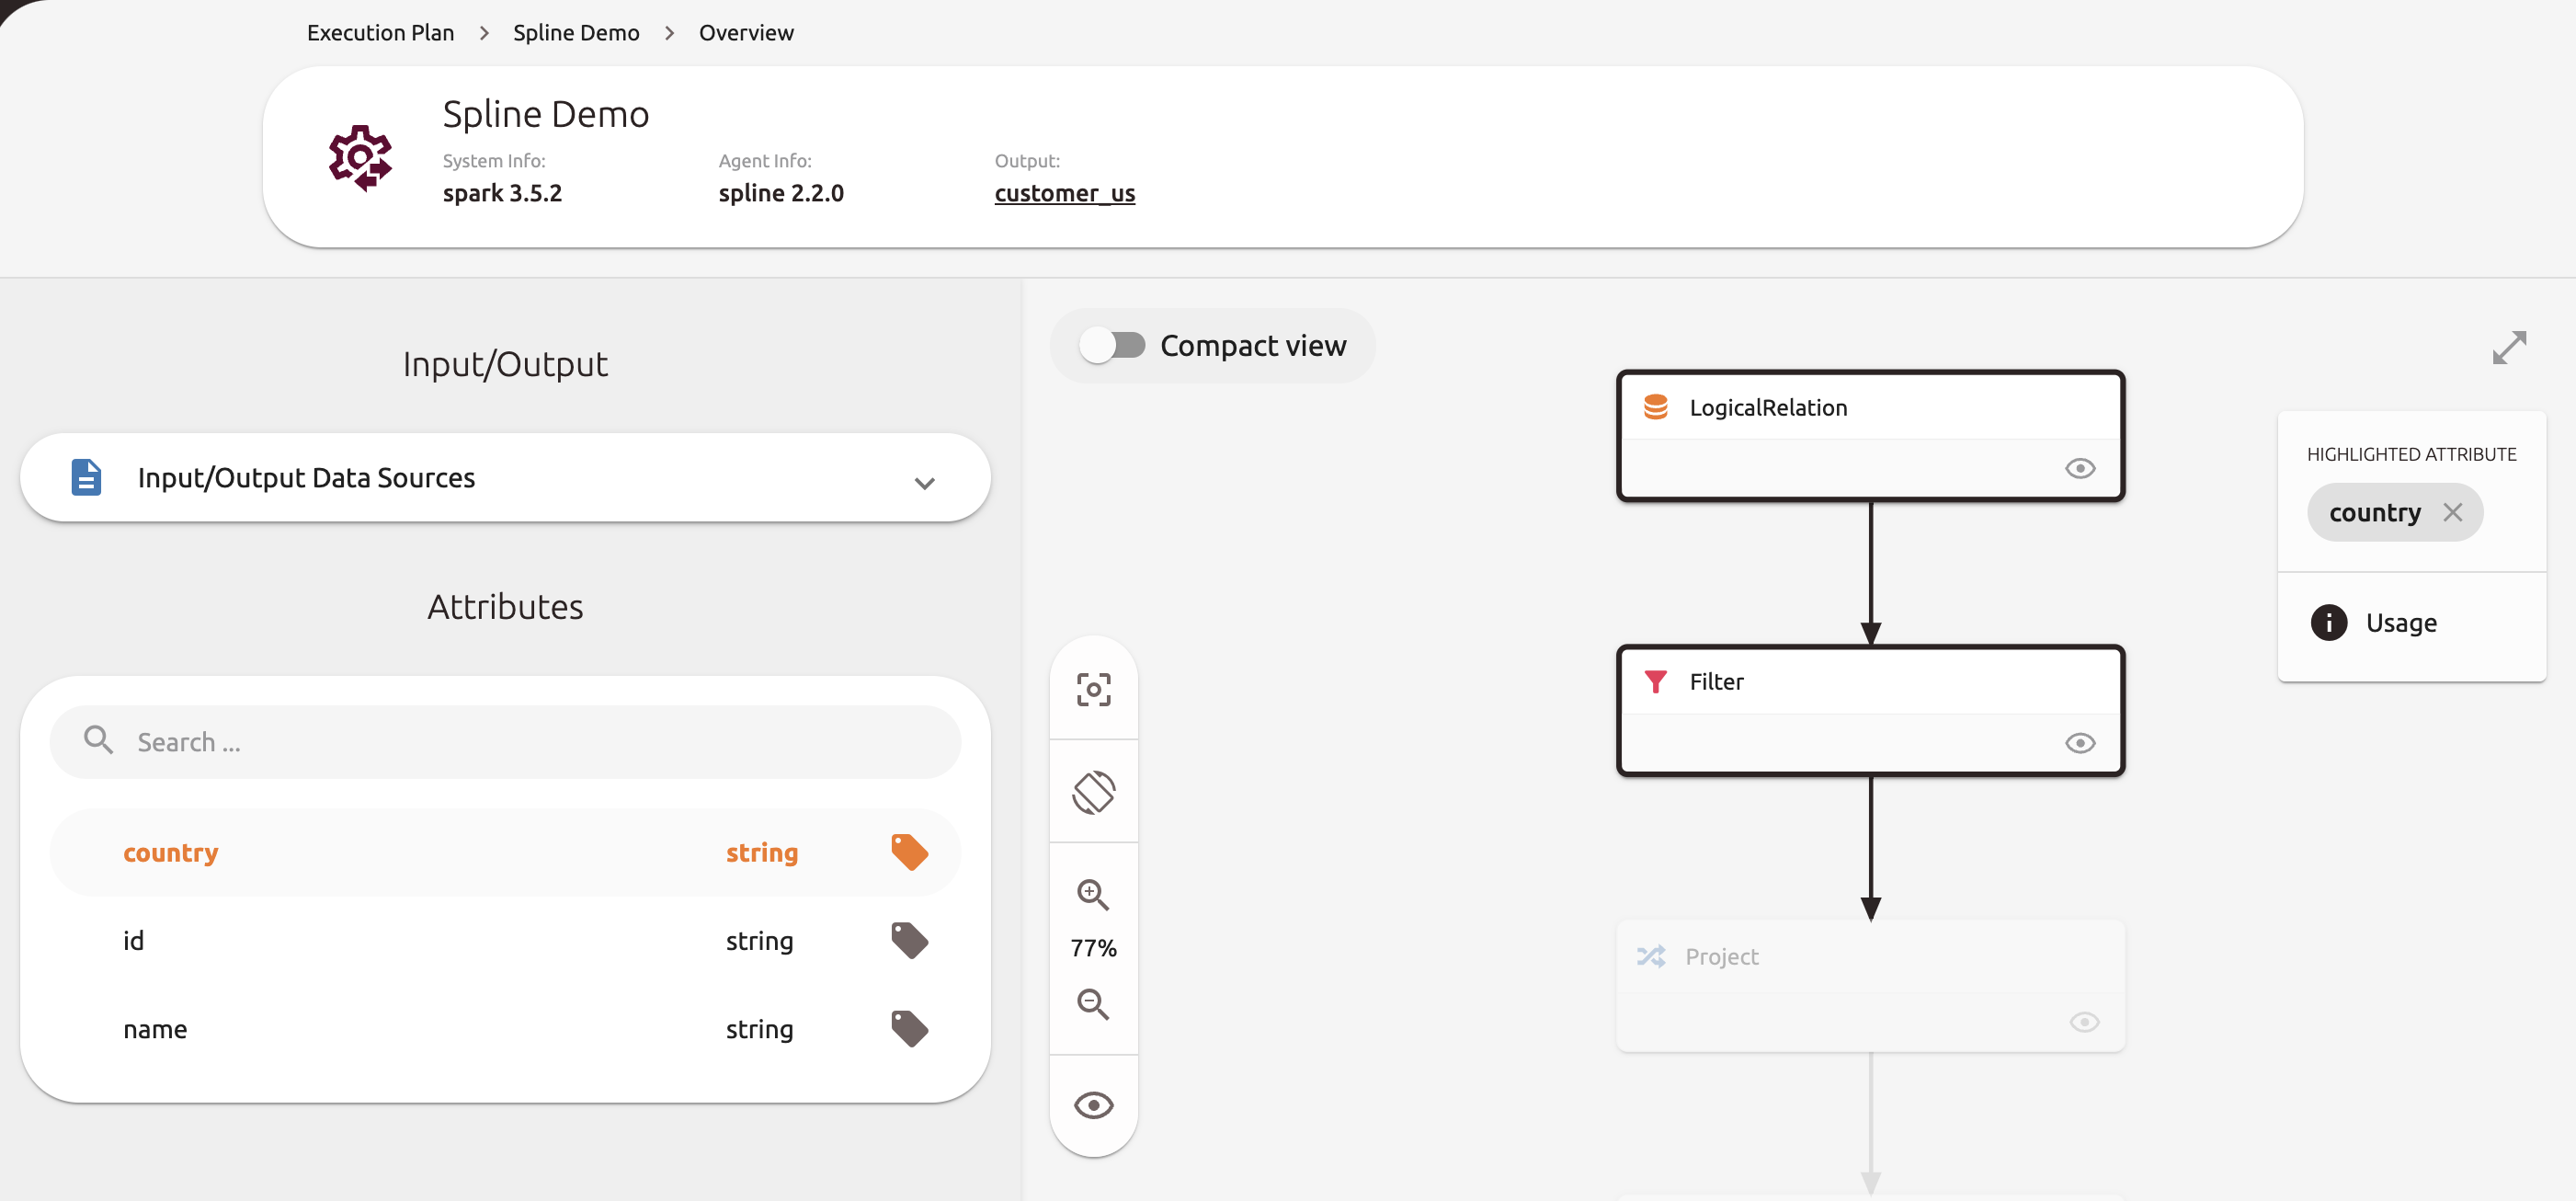 Execution Plan > Spline Demo > Overview
Spline Demo
System Info: Agent Info: Output:
spark 3.5.2 spline 2.2.0 customer_us
Input/Output
Input/Output Data Sources
Attributes
Search ...
country string
id string
name string
Compact view
77%
LogicalRelation
Filter
Project
HIGHLIGHTED ATTRIBUTE
country
Usage